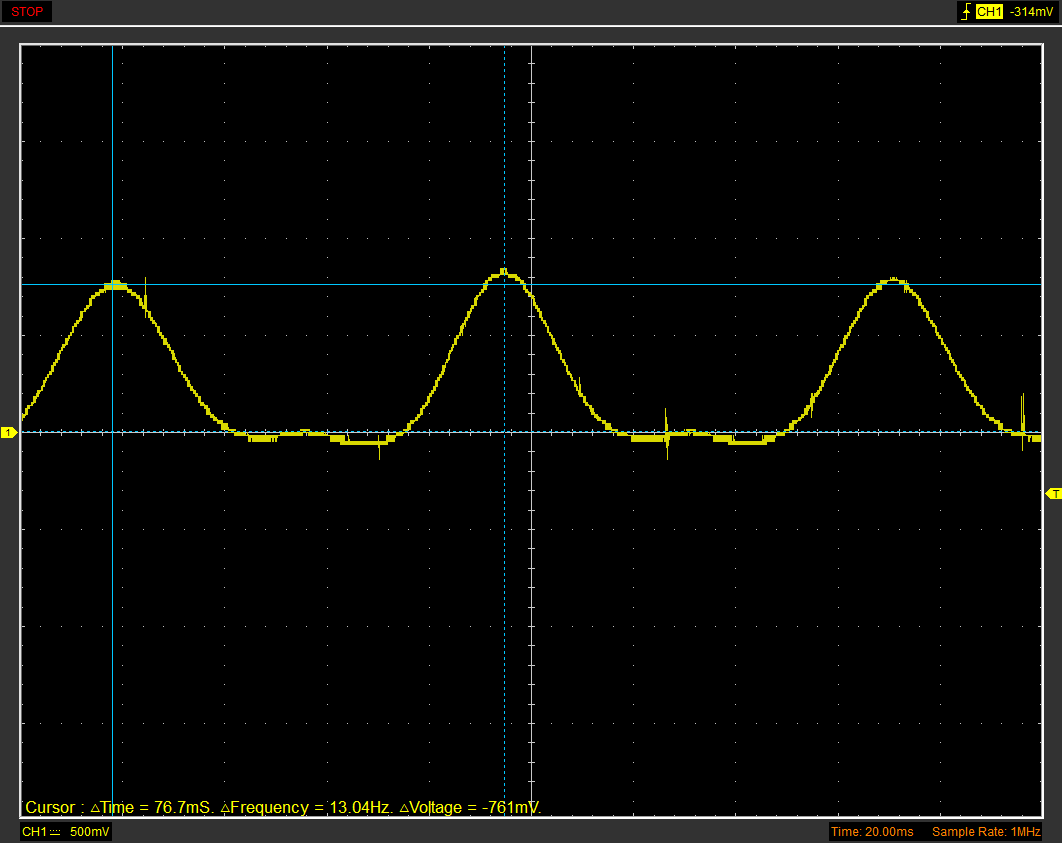 STOP
CH1 -314mV
1
T
Cursor : △Time = 76.7mS. △Frequency = 13.04Hz. △Voltage = -761mV.
CH1 500mV
Time: 20.00ms Sample Rate: 1MHz